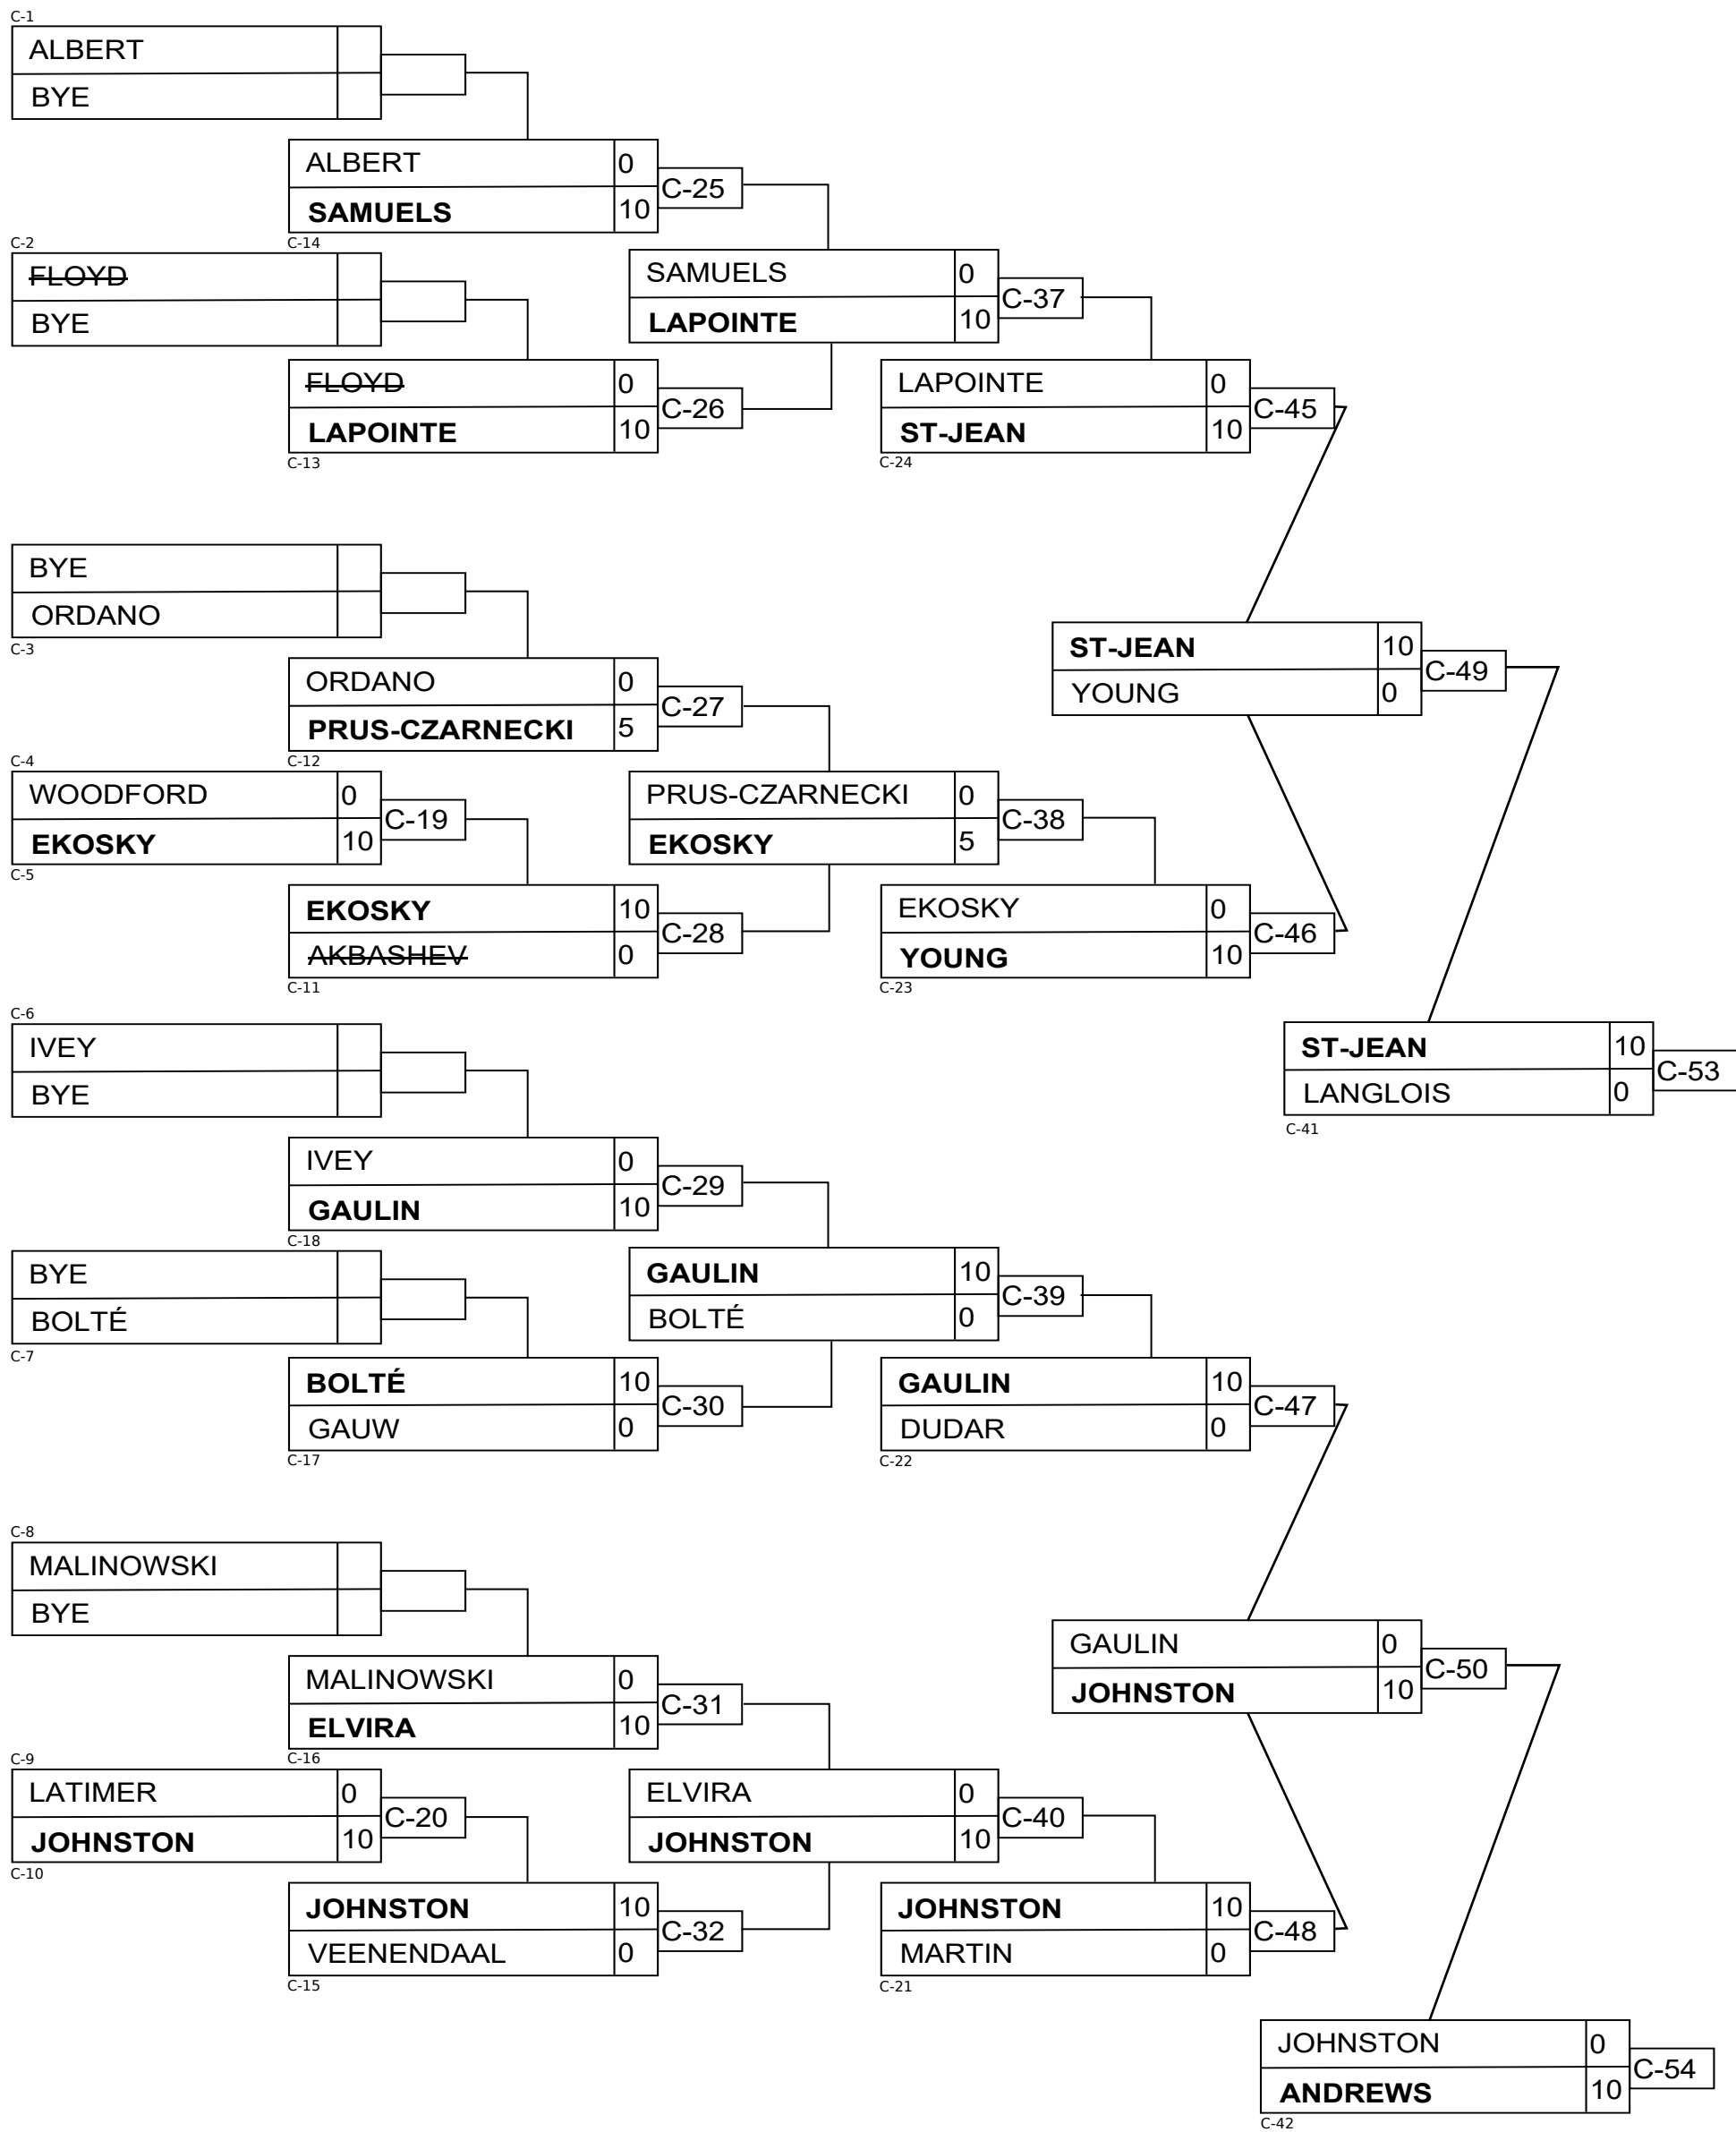 C-1
ALBERT
BYE
ALBERT 0
SAMUELS 10
C-25
C-14
C-2
FLOYD
BYE
SAMUELS 0
LAPOINTE 10
C-37
FLOYD 0
LAPOINTE 10
C-26
C-13
LAPOINTE 0
ST-JEAN 10
C-45
C-24
BYE
ORDANO
C-3
ST-JEAN 10
YOUNG 0
C-49
ORDANO 0
PRUS-CZARNECKI 5
C-27
C-12
C-4
WOODFORD 0
EKOSKY 10
C-19
C-5
PRUS-CZARNECKI 0
EKOSKY 5
C-38
EKOSKY 10
AKBASHEV 0
C-28
C-11
EKOSKY 0
YOUNG 10
C-46
C-23
C-6
IVEY
BYE
ST-JEAN 10
LANGLOIS 0
C-53
C-41
IVEY 0
GAULIN 10
C-29
C-18
BYE
BOLTÉ
C-7
GAULIN 10
BOLTÉ 0
C-39
BOLTÉ 10
GAUW 0
C-30
C-17
GAULIN 10
DUDAR 0
C-47
C-22
C-8
MALINOWSKI
BYE
GAULIN 0
JOHNSTON 10
C-50
MALINOWSKI 0
ELVIRA 10
C-31
C-16
C-9
LATIMER 0
JOHNSTON 10
C-20
C-10
ELVIRA 0
JOHNSTON 10
C-40
JOHNSTON 10
VEENENDAAL 0
C-32
C-15
JOHNSTON 10
MARTIN 0
C-48
C-21
JOHNSTON 0
ANDREWS 10
C-54
C-42